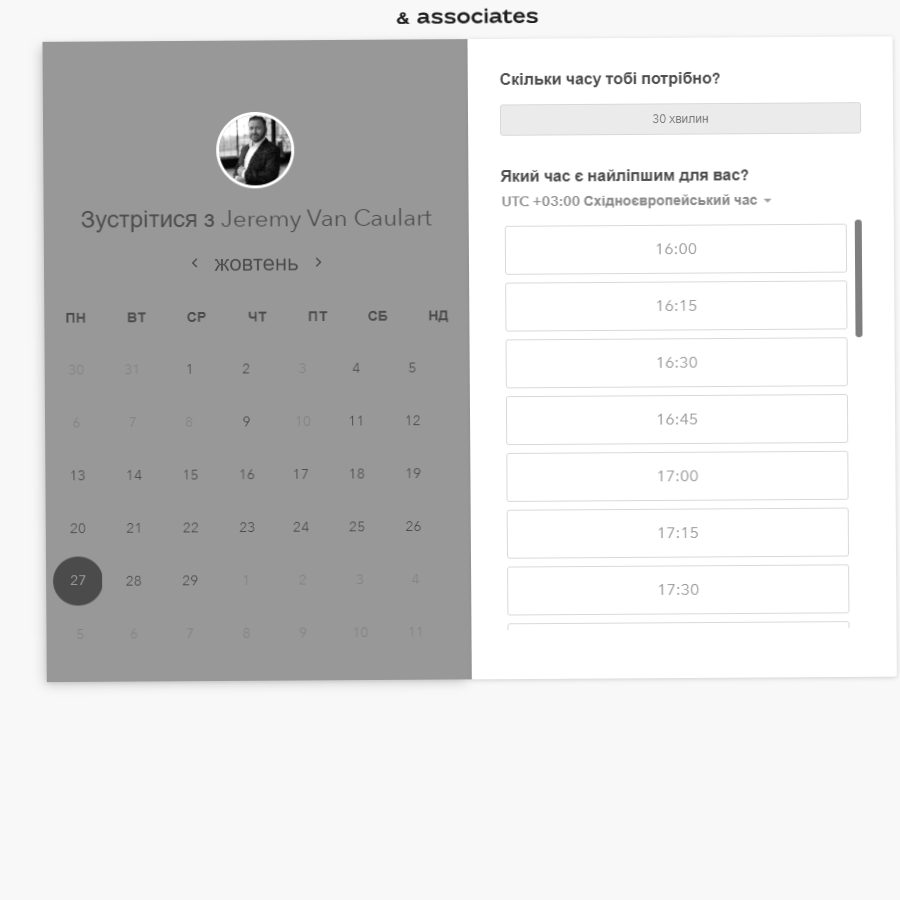 & associates
Зустрітися з Jeremy Van Caulart
жовтень
ПН ВТ СР ЧТ ПТ СБ НД
30 31 1 2 3 4 5
6 7 8 9 10 11 12
13 14 15 16 17 18 19
20 21 22 23 24 25 26
27 28 29 1 2 3 4
5 6 7 8 9 10 11
Скільки часу тобі потрібно?
30 хвилин
Який час є найліпшим для вас?
UTC +03:00 Східноєвропейський час
16:00
16:15
16:30
16:45
17:00
17:15
17:30